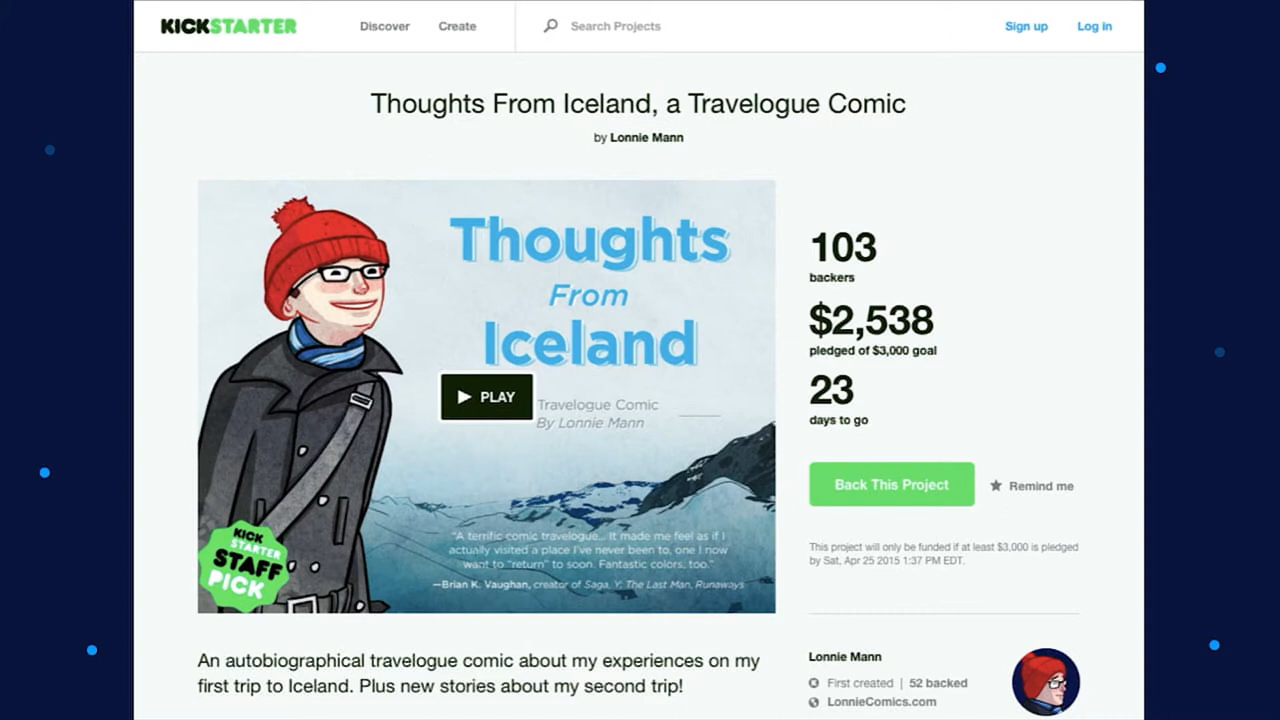 KICKSTARTER
Discover
Create
Search Projects
Sign up
Log in
Thoughts From Iceland, a Travelogue Comic
by Lonnie Mann
Thoughts
From
Iceland
PLAY
Travelogue Comic
By Lonnie Mann
"A terrific comic travelogue... It made me feel as if I
actually visited a place I've never been to, one I now
want to "return" to soon. Fantastic colors, too."
—Brian K. Vaughan, creator of Saga, Y: The Last Man, Runaways
KICK
STARTER
STAFF
PICK
103
backers
$2,538
pledged of $3,000 goal
23
days to go
Back This Project
Remind me
This project will only be funded if at least $3,000 is pledged
by Sat, Apr 25 2015 1:37 PM EDT.
An autobiographical travelogue comic about my experiences on my
first trip to Iceland. Plus new stories about my second trip!
Lonnie Mann
First created | 52 backed
LonnieComics.com